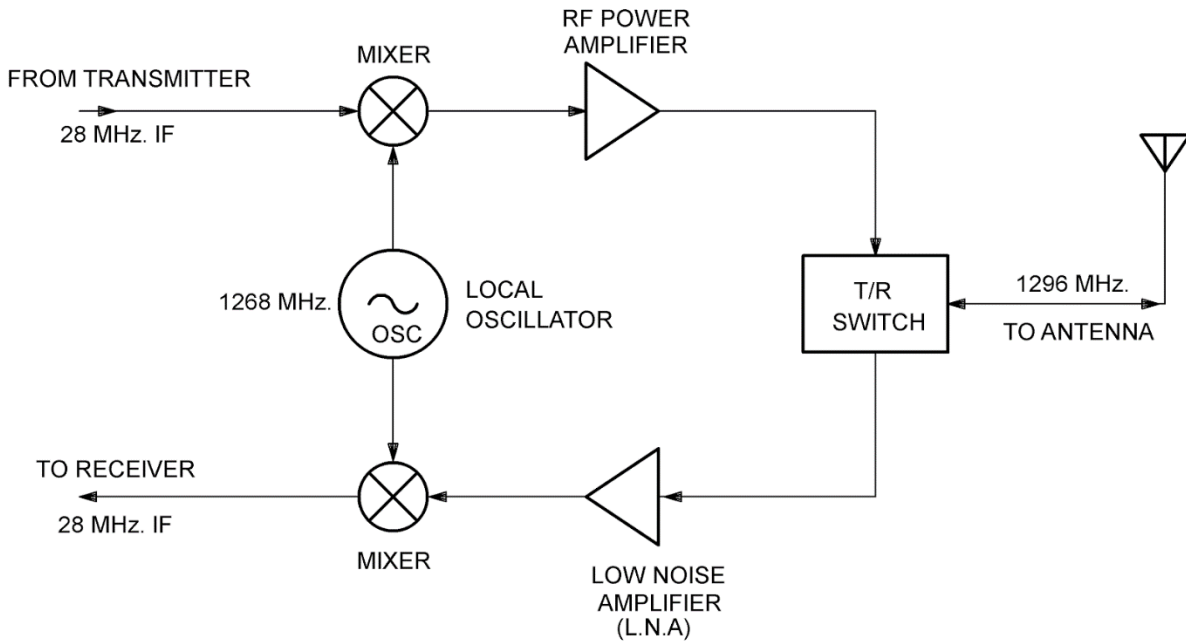 RF POWER
AMPLIFIER
MIXER
FROM TRANSMITTER
28 MHz. IF
1268 MHz.
OSC
LOCAL
OSCILLATOR
T/R
SWITCH
1296 MHz.
TO ANTENNA
TO RECEIVER
28 MHz. IF
MIXER
LOW NOISE
AMPLIFIER
(L.N.A)